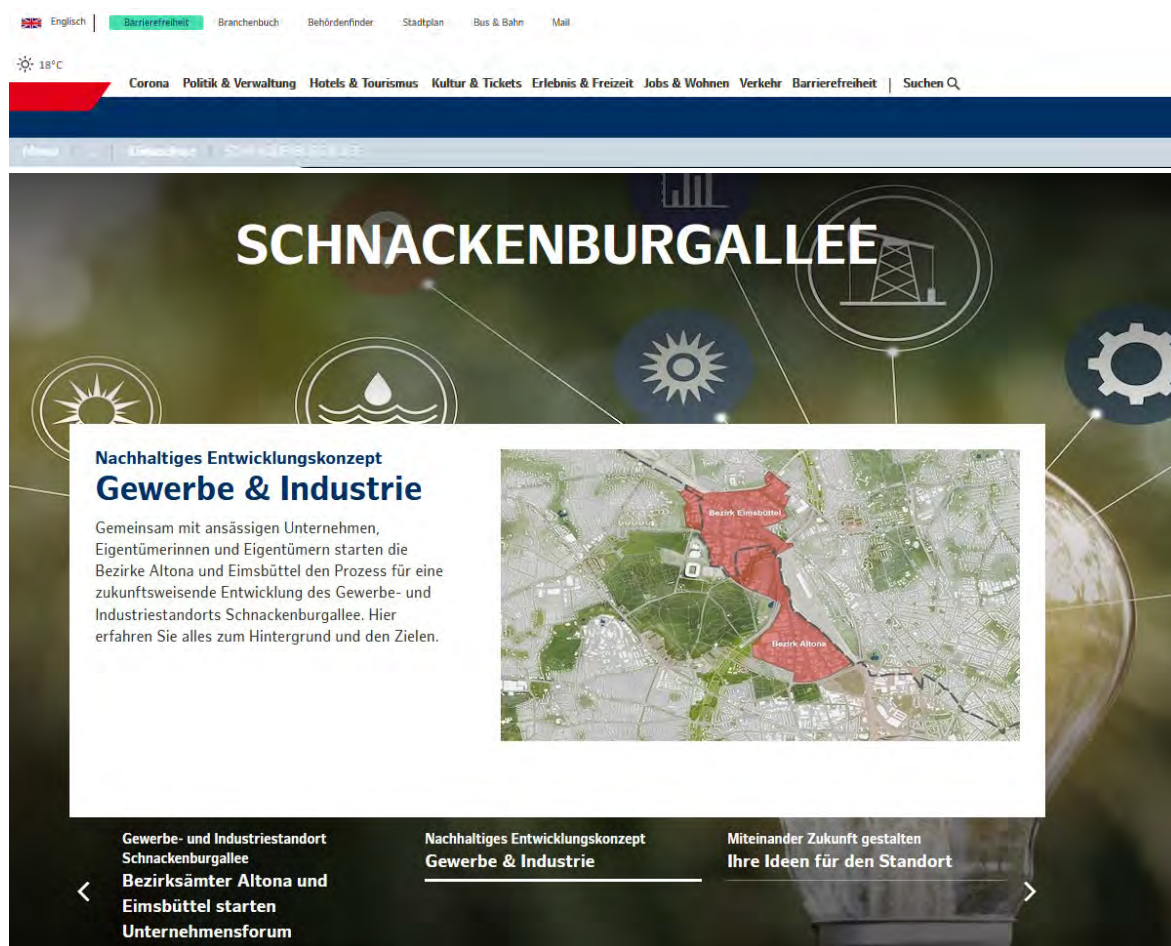 Englisch | Barrierefreiheit Branchenbuch Behördenfinder Stadtplan Bus & Bahn Mail
18°C
Corona Politik & Verwaltung Hotels & Tourismus Kultur & Tickets Erlebnis & Freizeit Jobs & Wohnen Verkehr Barrierefreiheit | Suchen
SCHNACKENBURGALLEE
Nachhaltiges Entwicklungskonzept
Gewerbe & Industrie
Gemeinsam mit ansässigen Unternehmen,
Eigentümerinnen und Eigentümern starten die
Bezirke Altona und Eimsbüttel den Prozess für eine
zukunftsweisende Entwicklung des Gewerbe- und
Industriestandorts Schnackenburgallee. Hier
erfahren Sie alles zum Hintergrund und den Zielen.
Bezirk Eimsbüttel
Bezirk Altona
Gewerbe- und Industriestandort
Schnackenburgallee
Bezirksämter Altona und
Eimsbüttel starten
Unternehmensforum
Nachhaltiges Entwicklungskonzept
Gewerbe & Industrie
Miteinander Zukunft gestalten
Ihre Ideen für den Standort